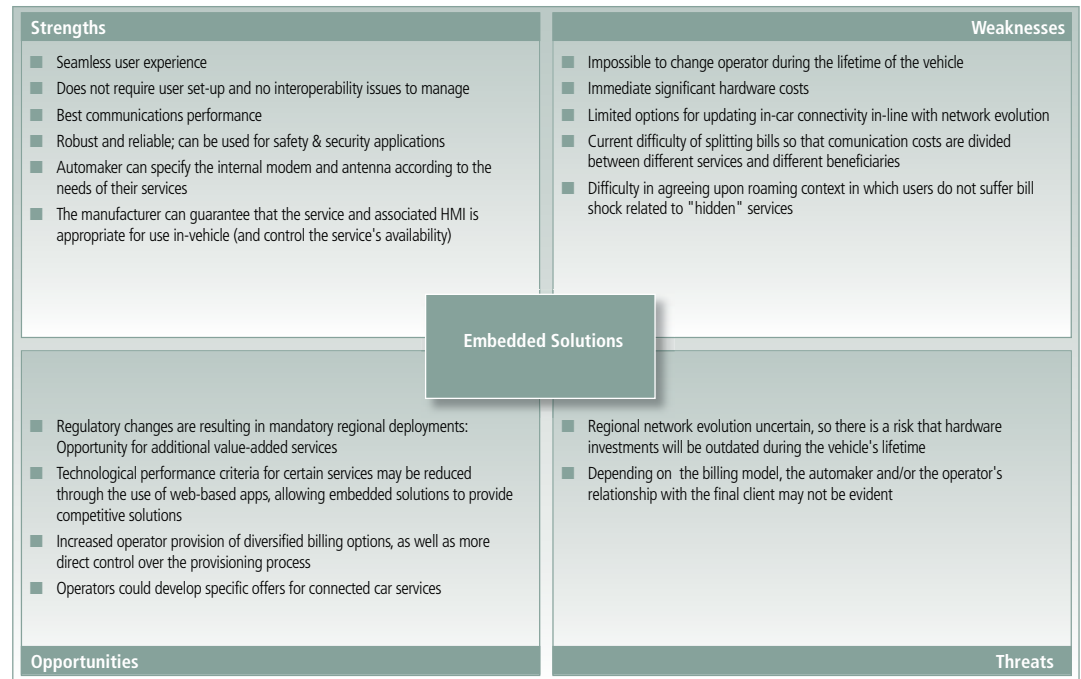 Strengths
Seamless user experience
Does not require user set-up and no interoperability issues to manage
Best communications performance
Robust and reliable; can be used for safety & security applications
Automaker can specify the internal modem and antenna according to the
needs of their services
The manufacturer can guarantee that the service and associated HMI is
appropriate for use in-vehicle (and control the service's availability)
Weaknesses
Impossible to change operator during the lifetime of the vehicle
Immediate significant hardware costs
Limited options for updating in-car connectivity in-line with network evolution
Current difficulty of splitting bills so that comunication costs are divided
between different services and different beneficiaries
Difficulty in agreeing upon roaming context in which users do not suffer bill
shock related to "hidden" services
Embedded Solutions
Regulatory changes are resulting in mandatory regional deployments:
Opportunity for additional value-added services
Technological performance criteria for certain services may be reduced
through the use of web-based apps, allowing embedded solutions to provide
competitive solutions
Increased operator provision of diversified billing options, as well as more
direct control over the provisioning process
Operators could develop specific offers for connected car services
Opportunities
Regional network evolution uncertain, so there is a risk that hardware
investments will be outdated during the vehicle's lifetime
Depending on the billing model, the automaker and/or the operator's
relationship with the final client may not be evident
Threats